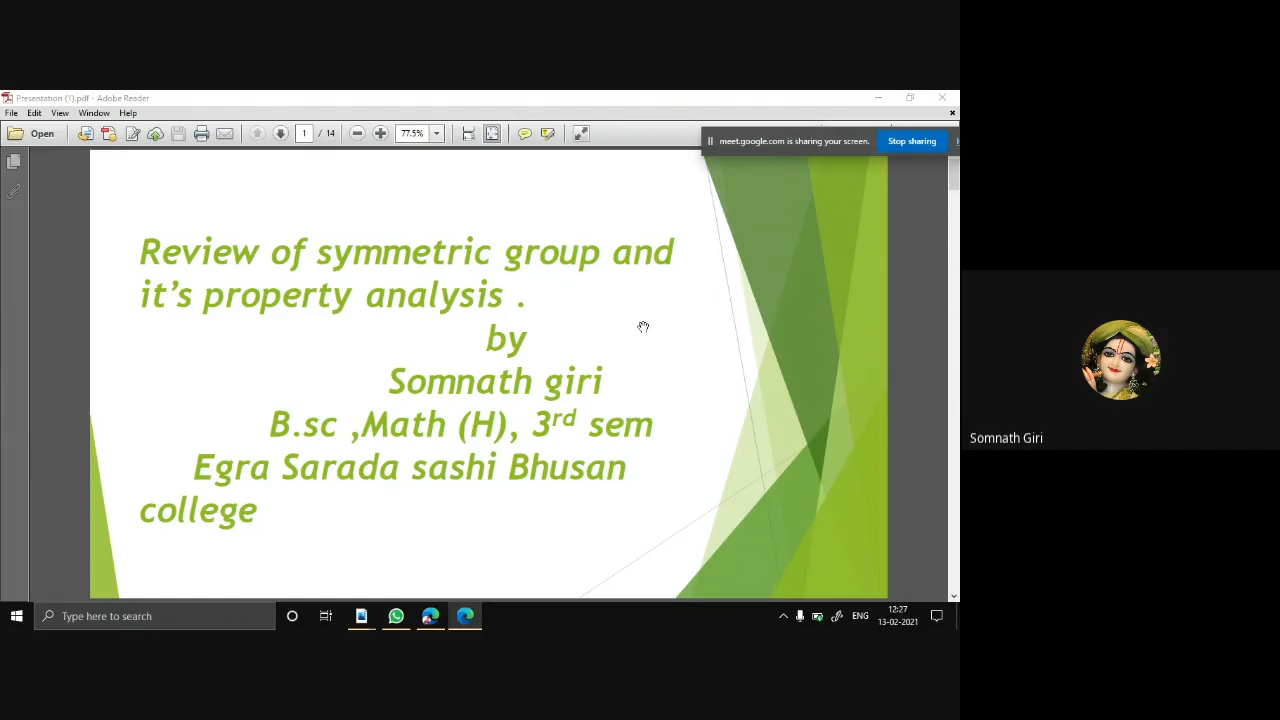 Presentation (1).pdf - Adobe Reader
File Edit View Window Help
Open 1 / 14 77.5%
meet.google.com is sharing your screen. Stop sharing
Review of symmetric group and
it's property analysis .
by
Somnath giri
B.sc ,Math (H), 3rd sem
Egra Sarada sashi Bhusan
college
Somnath Giri
Type here to search
ENG
12:27
13-02-2021